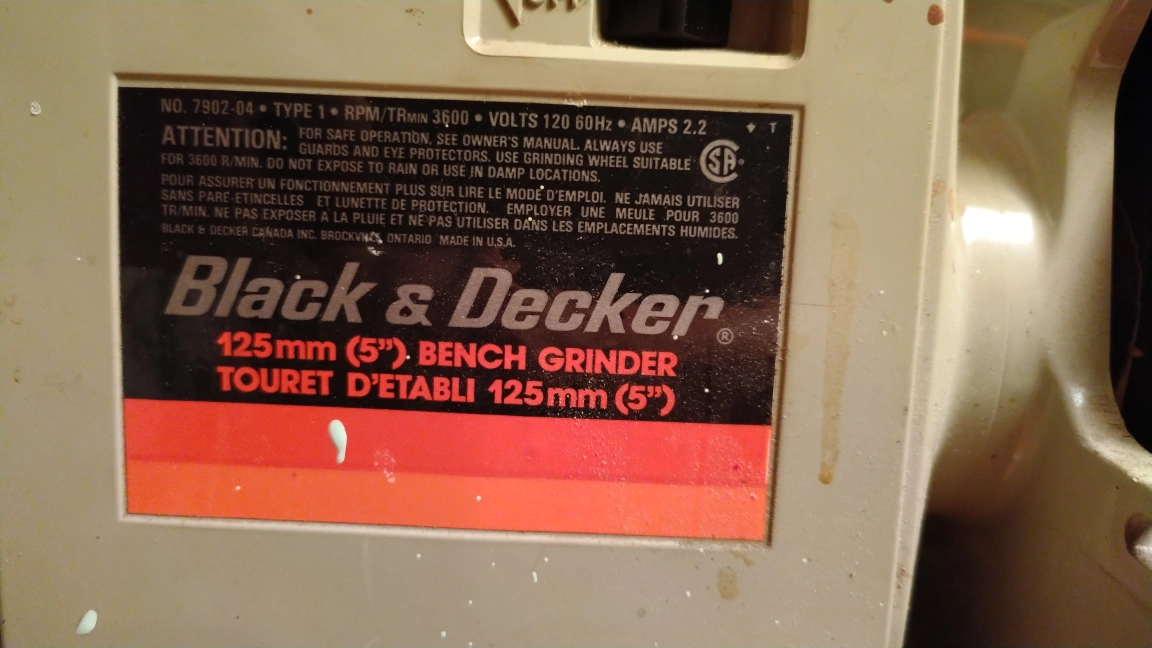 NO. 7902-04 • TYPE 1 • RPM/TRMIN 3600 • VOLTS 120 60Hz • AMPS 2.2
ATTENTION: FOR SAFE OPERATION, SEE OWNER'S MANUAL. ALWAYS USE
GUARDS AND EYE PROTECTORS. USE GRINDING WHEEL SUITABLE
FOR 3600 R/MIN. DO NOT EXPOSE TO RAIN OR USE IN DAMP LOCATIONS.
POUR ASSURER UN FONCTIONNEMENT PLUS SÛR LIRE LE MODE D'EMPLOI. NE JAMAIS UTILISER
SANS PARE-ETINCELLES ET LUNETTE DE PROTECTION. EMPLOYER UNE MEULE POUR 3600
TR/MIN. NE PAS EXPOSER A LA PLUIE ET NE PAS UTILISER DANS LES EMPLACEMENTS HUMIDES.
BLACK & DECKER CANADA INC. BROCKVILLE, ONTARIO MADE IN U.S.A.
SA®
Black & Decker®
125mm (5") BENCH GRINDER
TOURET D'ETABLI 125mm (5")